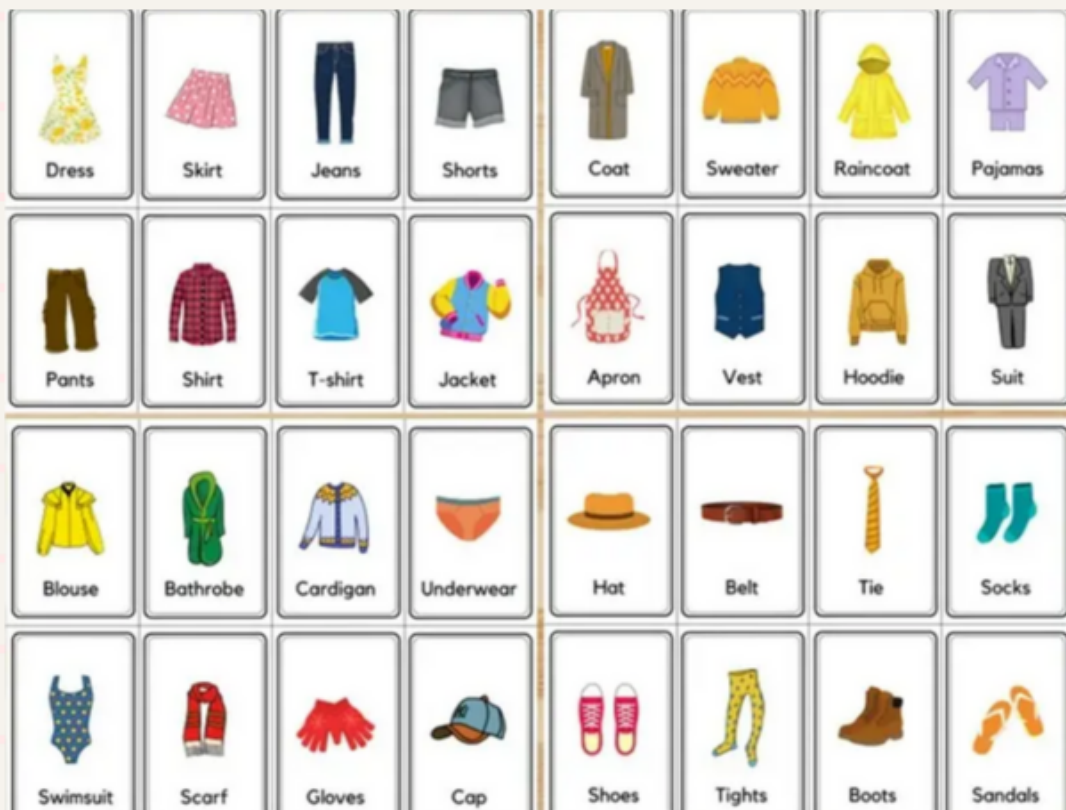 Dress
Skirt
Jeans
Shorts
Coat
Sweater
Raincoat
Pajamas
Pants
Shirt
T-shirt
Jacket
Apron
Vest
Hoodie
Suit
Blouse
Bathrobe
Cardigan
Underwear
Hat
Belt
Tie
Socks
Swimsuit
Scarf
Gloves
Cap
Shoes
Tights
Boots
Sandals